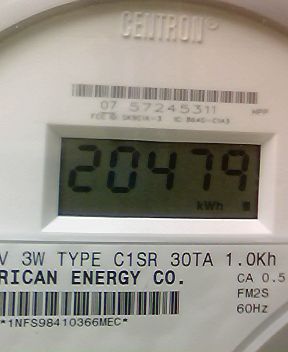 CENTRON®
07 57245311
20479
kWh
V 3W TYPE C1SR 30TA 1.0Kh
RICAN ENERGY CO.
CA 0.5
FM2S
60Hz
*1NFS98410366MEC*